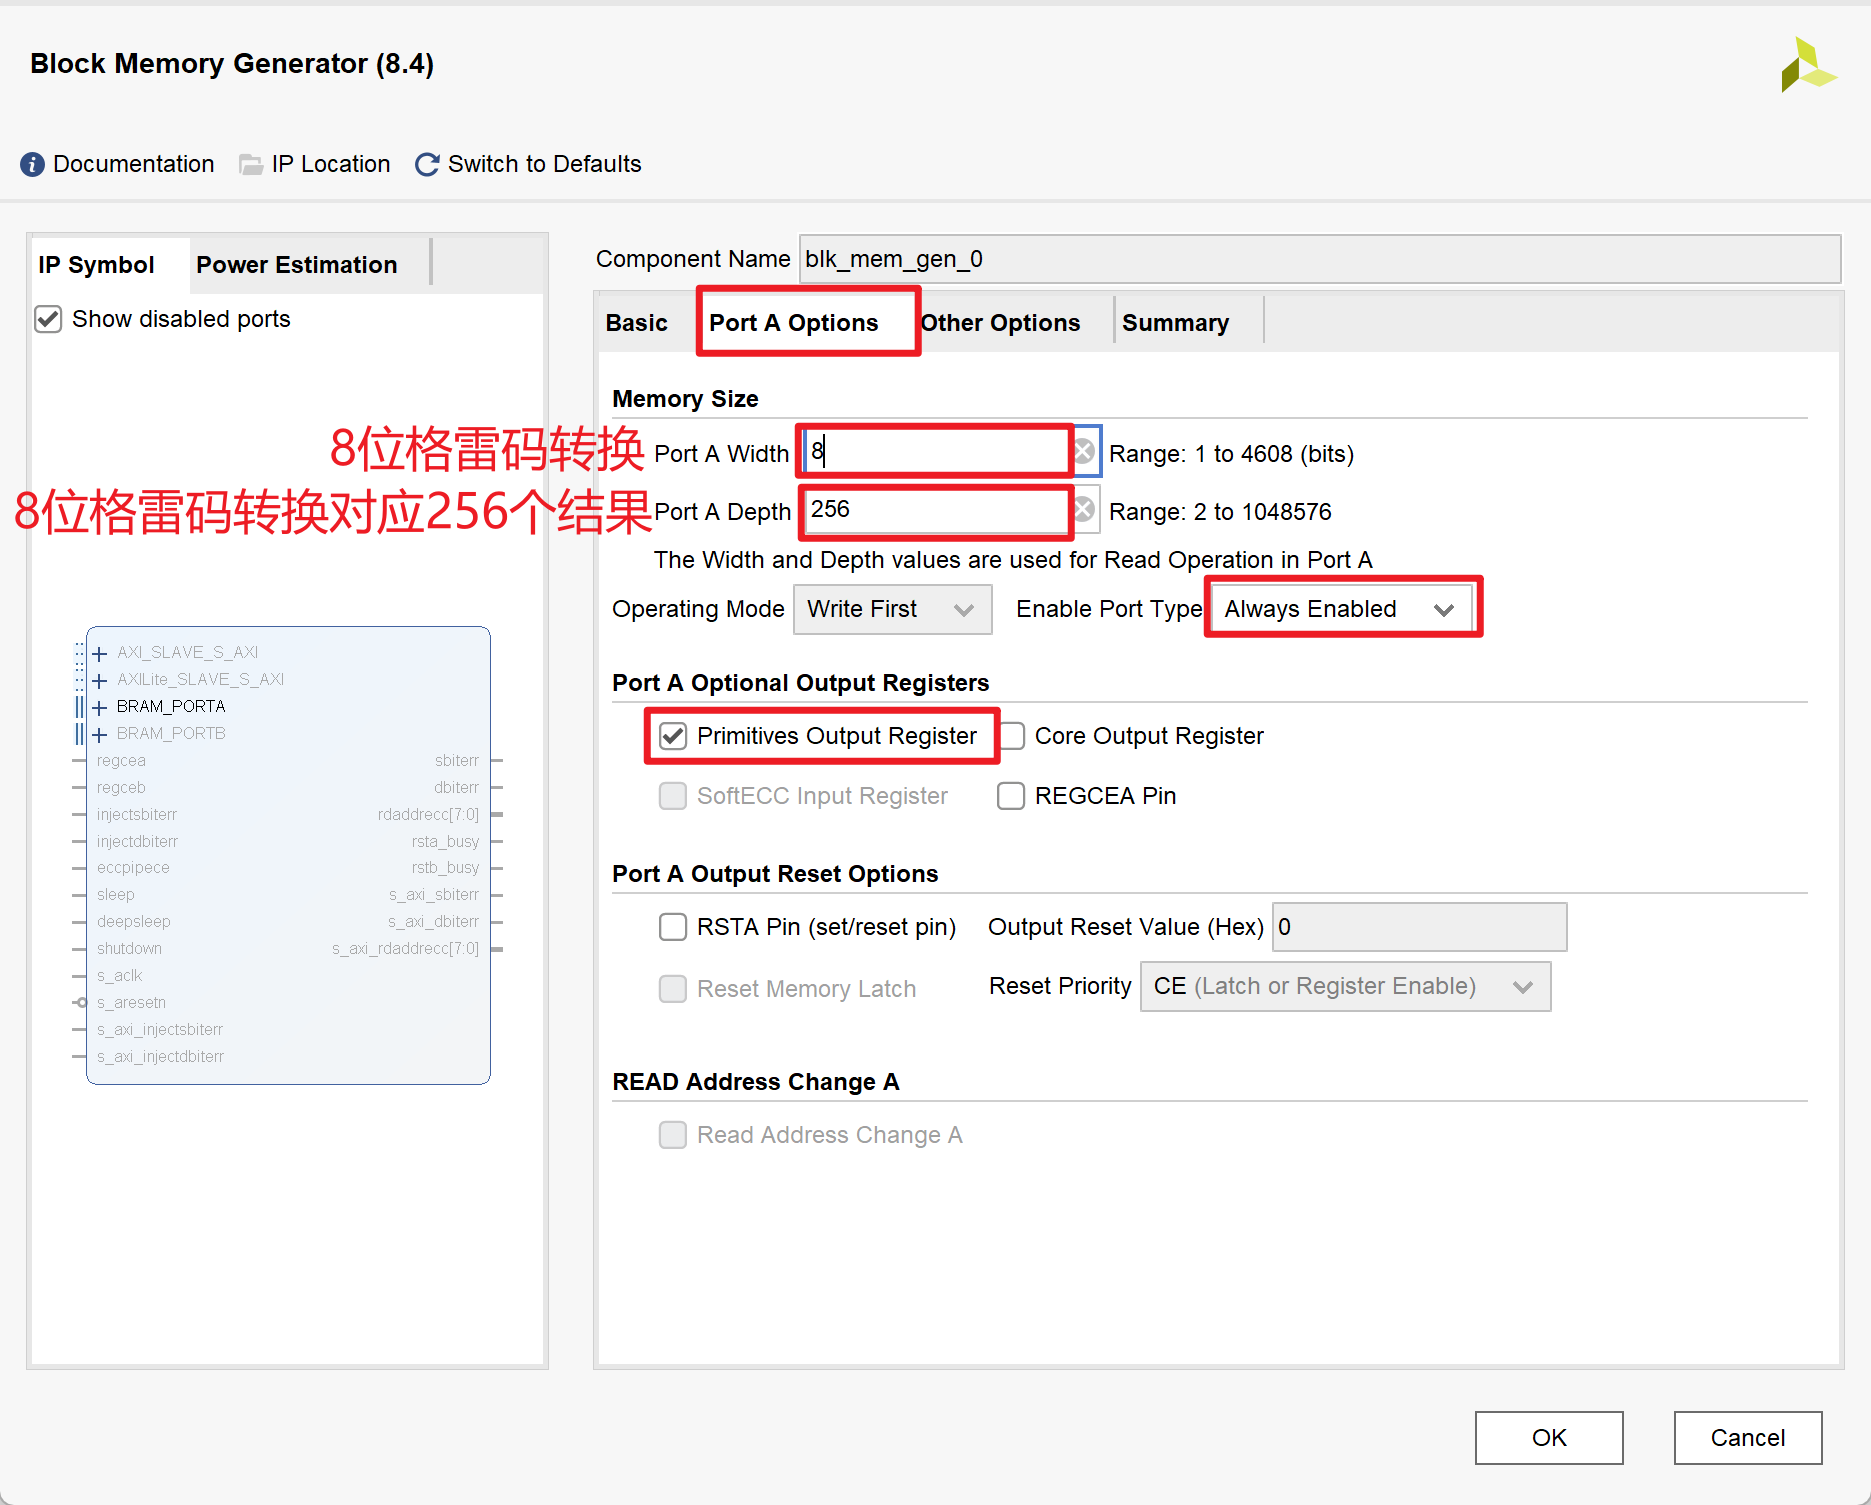 Block Memory Generator (8.4)
Documentation IP Location Switch to Defaults
IP Symbol Power Estimation
Show disabled ports
AXI_SLAVE_S_AXI
AXILite_SLAVE_S_AXI
BRAM_PORTA
BRAM_PORTB
regcea sbiterr
regceb dbiterr
injectsbiterr rdaddrecc[7:0]
injectdbiterr rsta_busy
eccpipece rstb_busy
sleep s_axi_sbiterr
deepsleep s_axi_dbiterr
shutdown s_axi_rdaddrecc[7:0]
s_aclk
s_aresetn
s_axi_injectsbiterr
s_axi_injectdbiterr
Component Name blk_mem_gen_0
Basic Port A Options Other Options Summary
Memory Size
8位格雷码转换 Port A Width 8 Range: 1 to 4608 (bits)
8位格雷码转换对应256个结果 Port A Depth 256 Range: 2 to 1048576
The Width and Depth values are used for Read Operation in Port A
Operating Mode Write First Enable Port Type Always Enabled
Port A Optional Output Registers
Primitives Output Register Core Output Register
SoftECC Input Register REGCEA Pin
Port A Output Reset Options
RSTA Pin (set/reset pin) Output Reset Value (Hex) 0
Reset Memory Latch Reset Priority CE (Latch or Register Enable)
READ Address Change A
Read Address Change A
OK Cancel